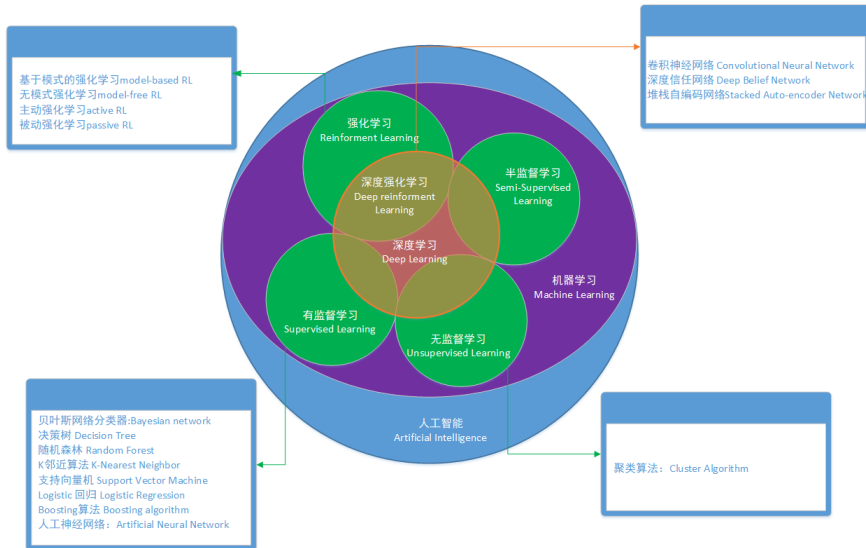 基于模式的强化学习model-based RL
无模式强化学习model-free RL
主动强化学习active RL
被动强化学习passive RL
卷积神经网络 Convolutional Neural Network
深度信任网络 Deep Belief Network
堆栈自编码网络Stacked Auto-encoder Network
强化学习
Reinforment Learning
半监督学习
Semi-Supervised
Learning
深度强化学习
Deep reinforment
Learning
深度学习
Deep Learning
机器学习
Machine Learning
有监督学习
Supervised Learning
无监督学习
Unsupervised Learning
人工智能
Artificial Intelligence
贝叶斯网络分类器:Bayesian network
决策树 Decision Tree
随机森林 Random Forest
K邻近算法 K-Nearest Neighbor
支持向量机 Support Vector Machine
Logistic 回归 Logistic Regression
Boosting算法 Boosting algorithm
人工神经网络：Artificial Neural Network
聚类算法：Cluster Algorithm